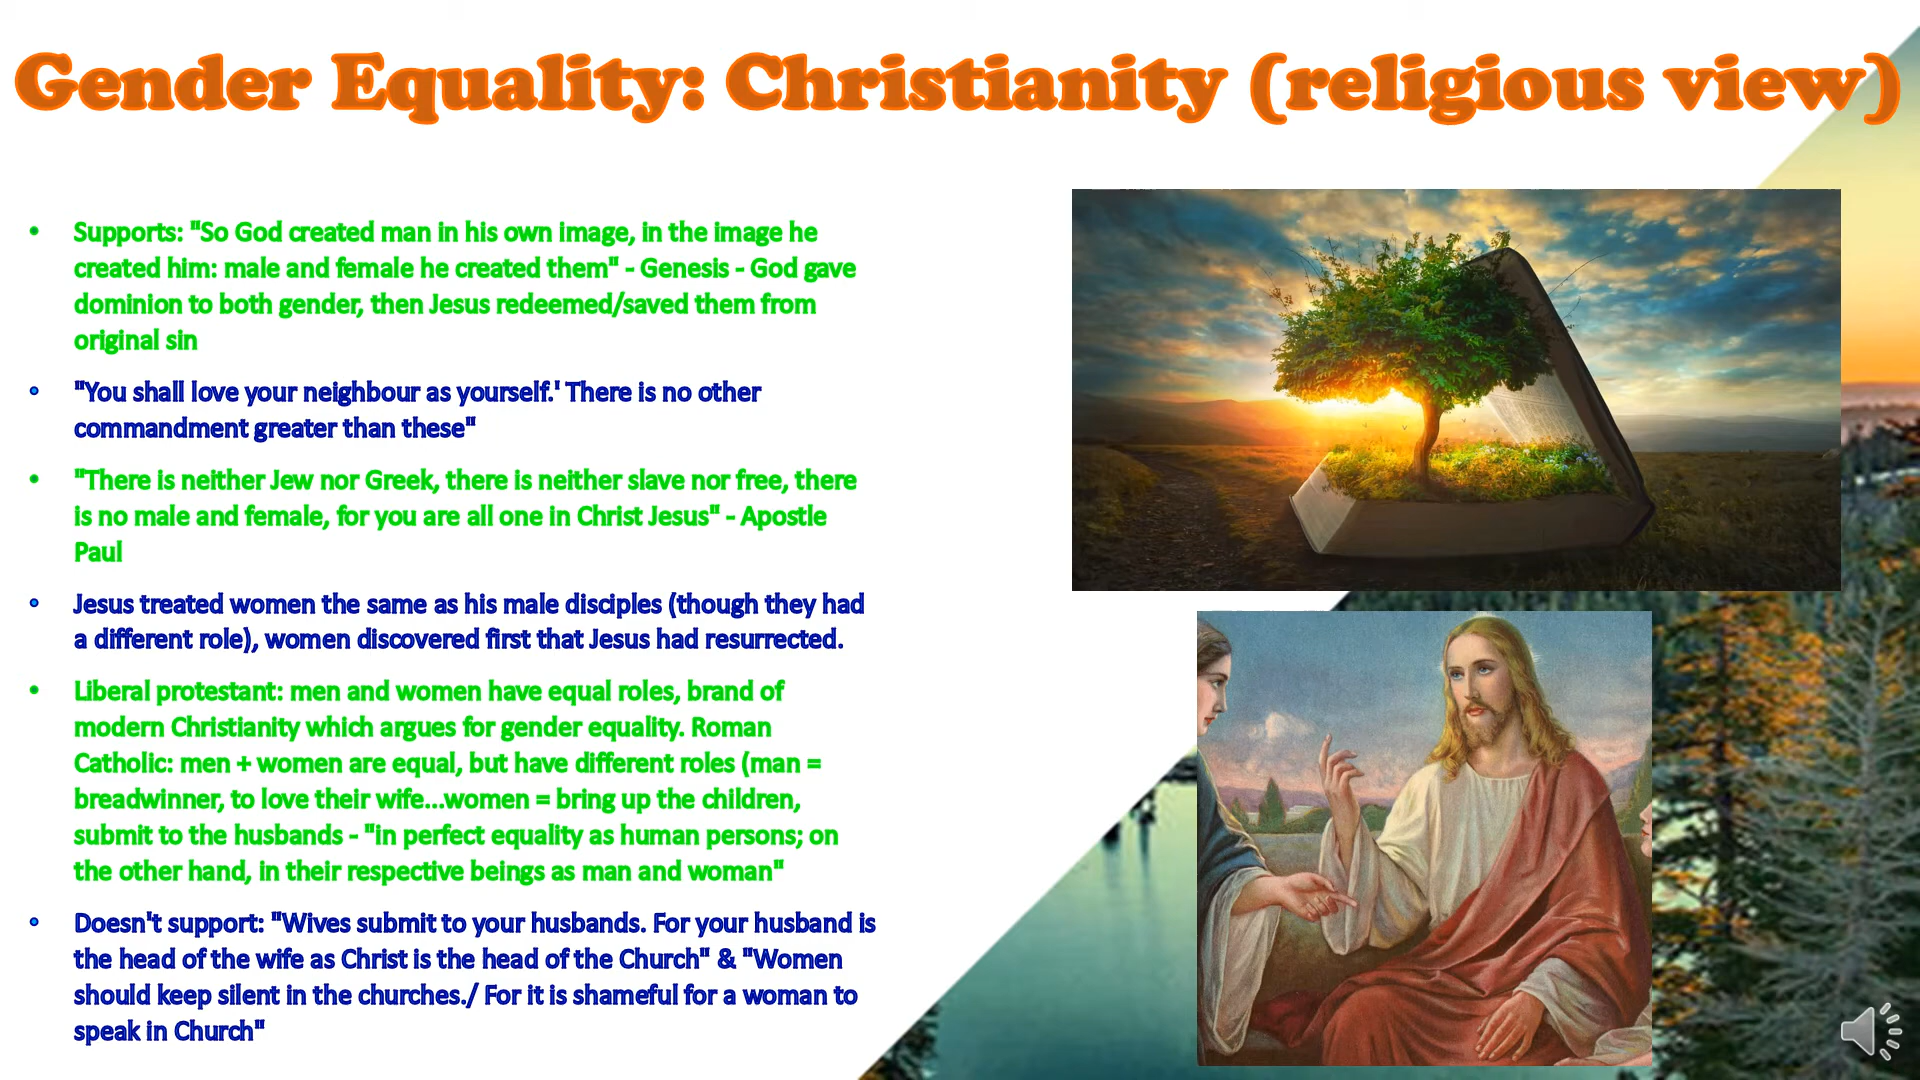 Gender Equality: Christianity (religious view)
• Supports: "So God created man in his own image, in the image he
created him: male and female he created them" - Genesis - God gave
dominion to both gender, then Jesus redeemed/saved them from
original sin
• "You shall love your neighbour as yourself.' There is no other
commandment greater than these"
• "There is neither Jew nor Greek, there is neither slave nor free, there
is no male and female, for you are all one in Christ Jesus" - Apostle
Paul
• Jesus treated women the same as his male disciples (though they had
a different role), women discovered first that Jesus had resurrected.
• Liberal protestant: men and women have equal roles, brand of
modern Christianity which argues for gender equality. Roman
Catholic: men + women are equal, but have different roles (man =
breadwinner, to love their wife...women = bring up the children,
submit to the husbands - "in perfect equality as human persons; on
the other hand, in their respective beings as man and woman"
• Doesn't support: "Wives submit to your husbands. For your husband is
the head of the wife as Christ is the head of the Church" & "Women
should keep silent in the churches./ For it is shameful for a woman to
speak in Church"